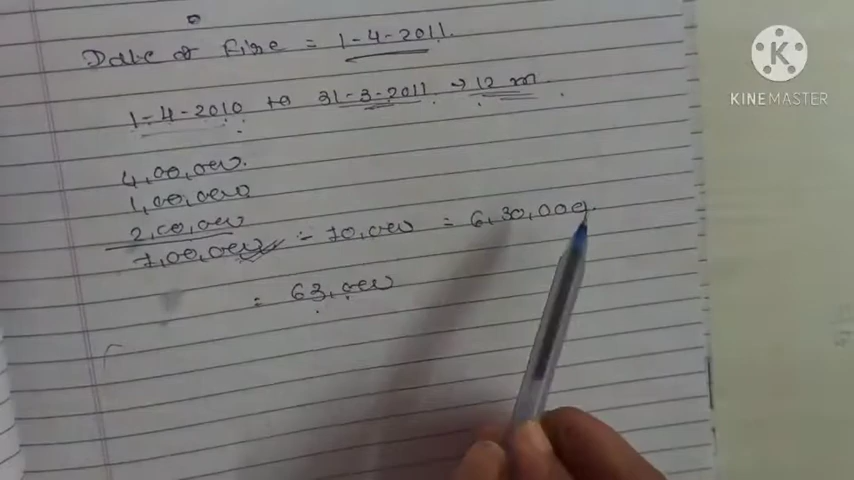 Date of Fire = 1-4-2011.
1-4-2010 to 31-3-2011 → 12 m
4,00,000.
1,00,000
2,00,000
7,00,000 - 70,000 = 6,30,000.
= 63,000
KINEMASTER